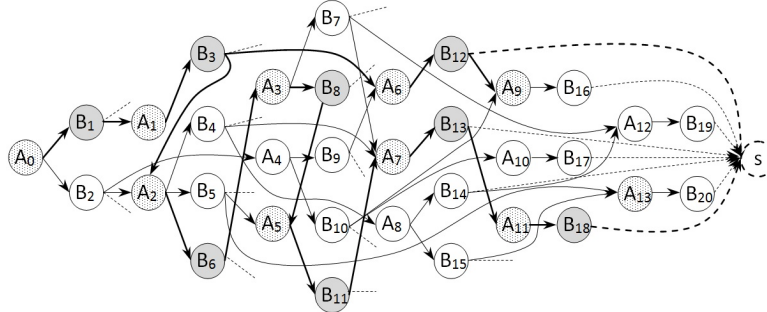 B7
B3 B12
A3 B8 A6 A9 B16
B1 A1 B4 B13 A12 B19
A0 A4 B9 A7 A10 B17 S
B2 A2 B5 B14 A13 B20
A5 B10 A8 A11 B18
B6 B15
B11